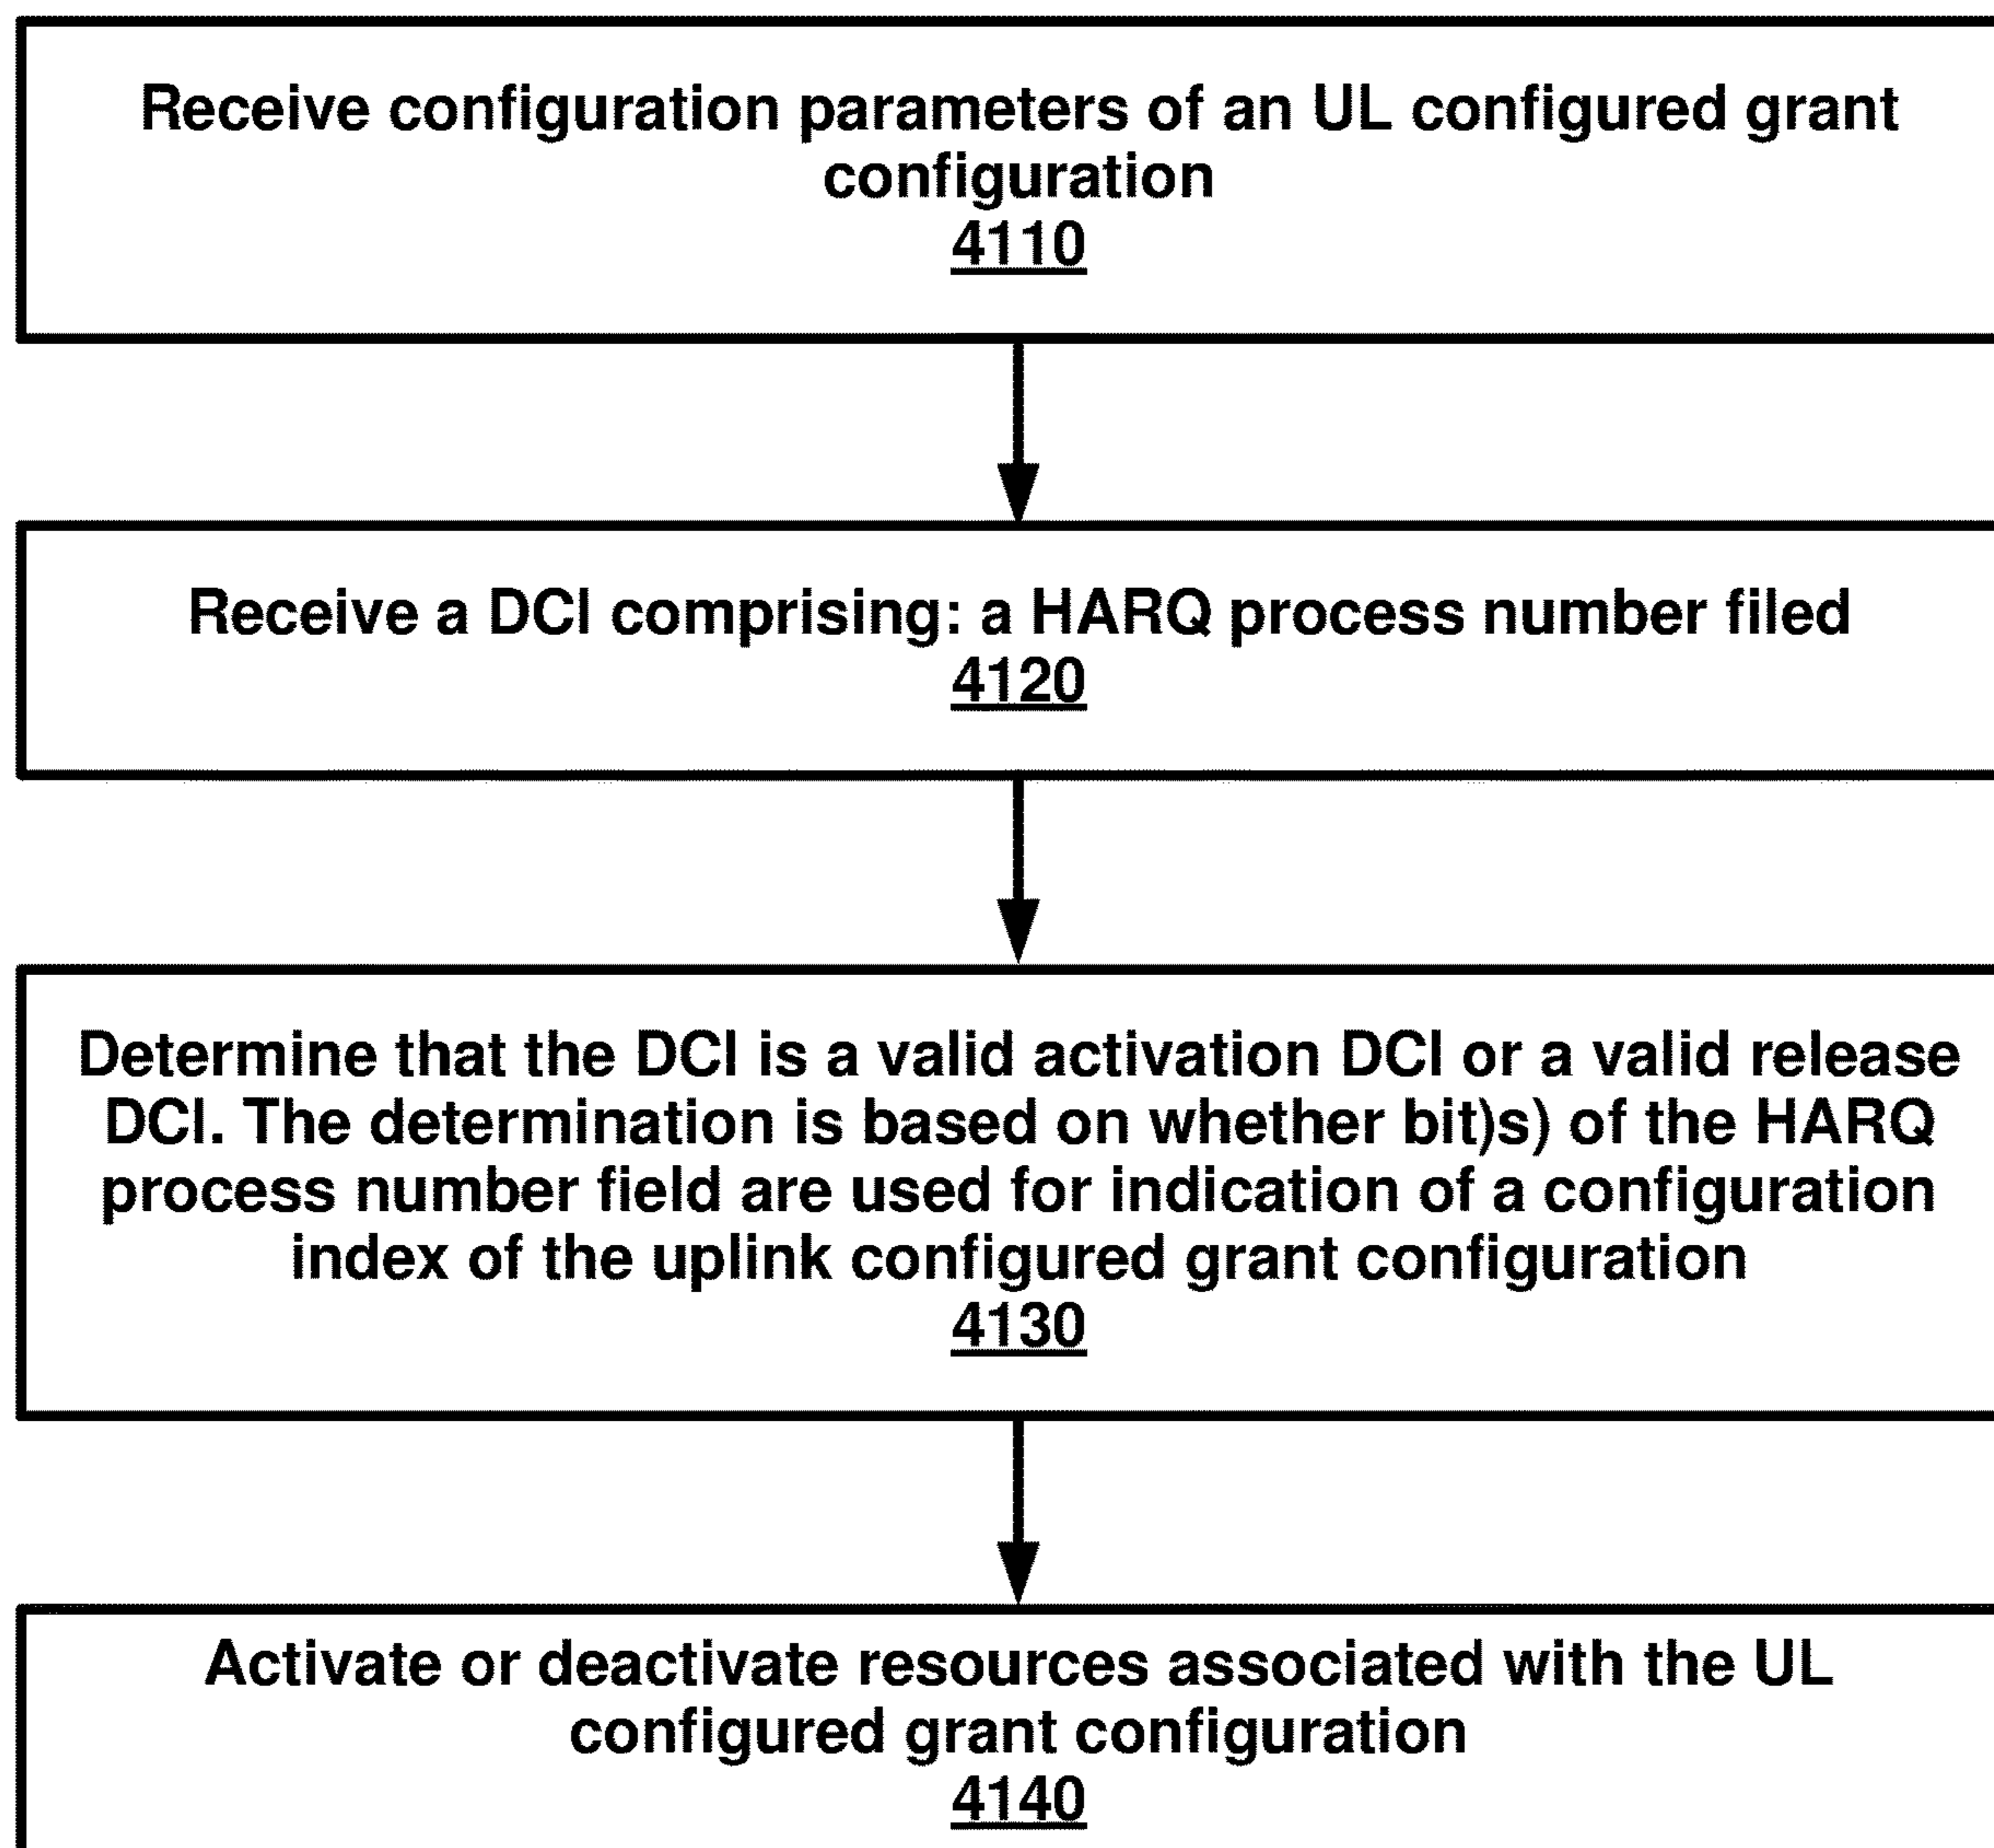 Receive configuration parameters of an UL configured grant
configuration
4110
Receive a DCI comprising: a HARQ process number filed
4120
Determine that the DCI is a valid activation DCI or a valid release
DCI. The determination is based on whether bit)s) of the HARQ
process number field are used for indication of a configuration
index of the uplink configured grant configuration
4130
Activate or deactivate resources associated with the UL
configured grant configuration
4140